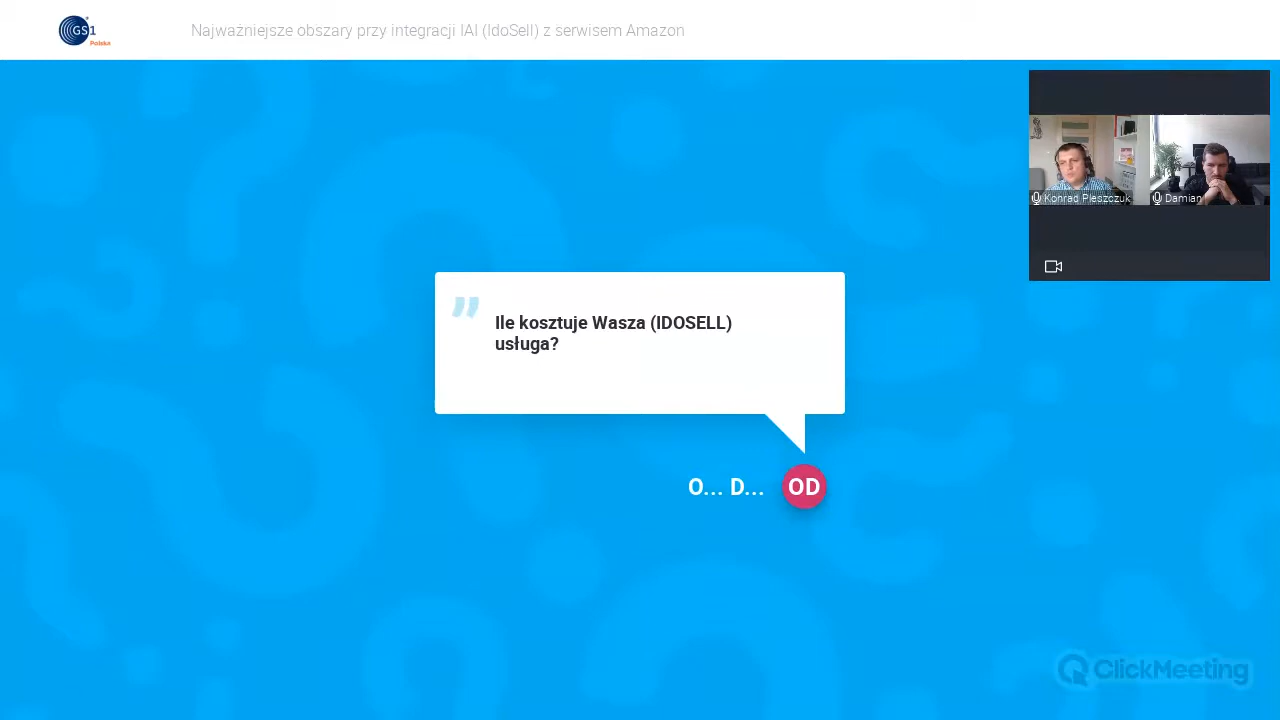 GS1
Polska
Najważniejsze obszary przy integracji IAI (IdoSell) z serwisem Amazon
Konrad Pleszczuk
Damian
Ile kosztuje Wasza (IDOSELL)
usługa?
O... D...
OD
ClickMeeting